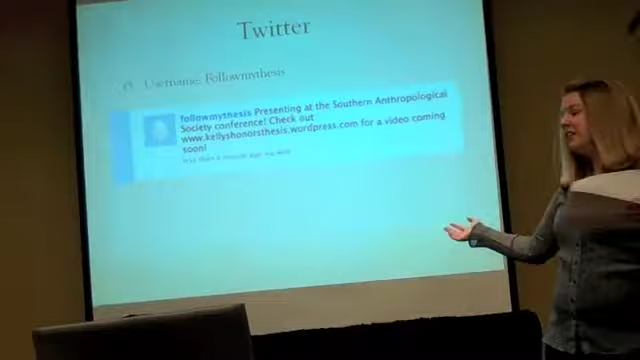 Twitter
Username: Followmythesis
followmythesis Presenting at the Southern Anthropological
Society conference! Check out
www.kellyshonorsthesis.wordpress.com for a video coming
soon!